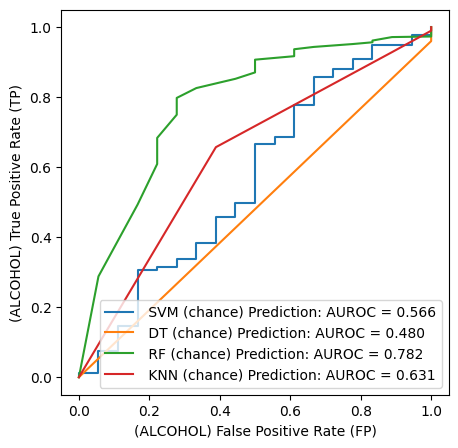 1.0
0.8
0.6
0.4
0.2
0.0
(ALCOHOL) True Positive Rate (TP)
SVM (chance) Prediction: AUROC = 0.566
DT (chance) Prediction: AUROC = 0.480
RF (chance) Prediction: AUROC = 0.782
KNN (chance) Prediction: AUROC = 0.631
0.0 0.2 0.4 0.6 0.8 1.0
(ALCOHOL) False Positive Rate (FP)